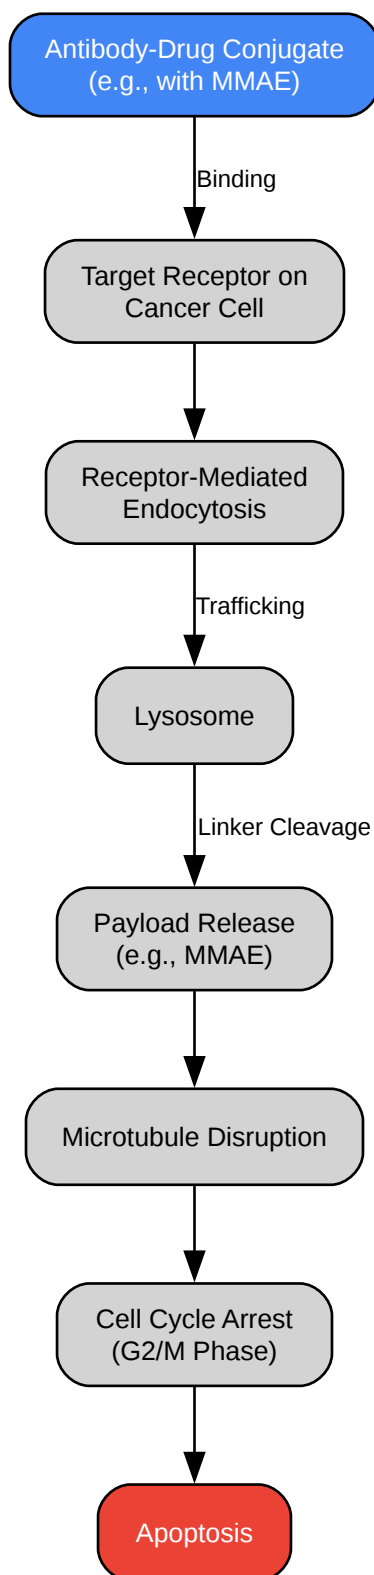 Antibody-Drug Conjugate
(e.g., with MMAE)
Binding
Target Receptor on
Cancer Cell
Receptor-Mediated
Endocytosis
Trafficking
Lysosome
Linker Cleavage
Payload Release
(e.g., MMAE)
Microtubule Disruption
Cell Cycle Arrest
(G2/M Phase)
Apoptosis